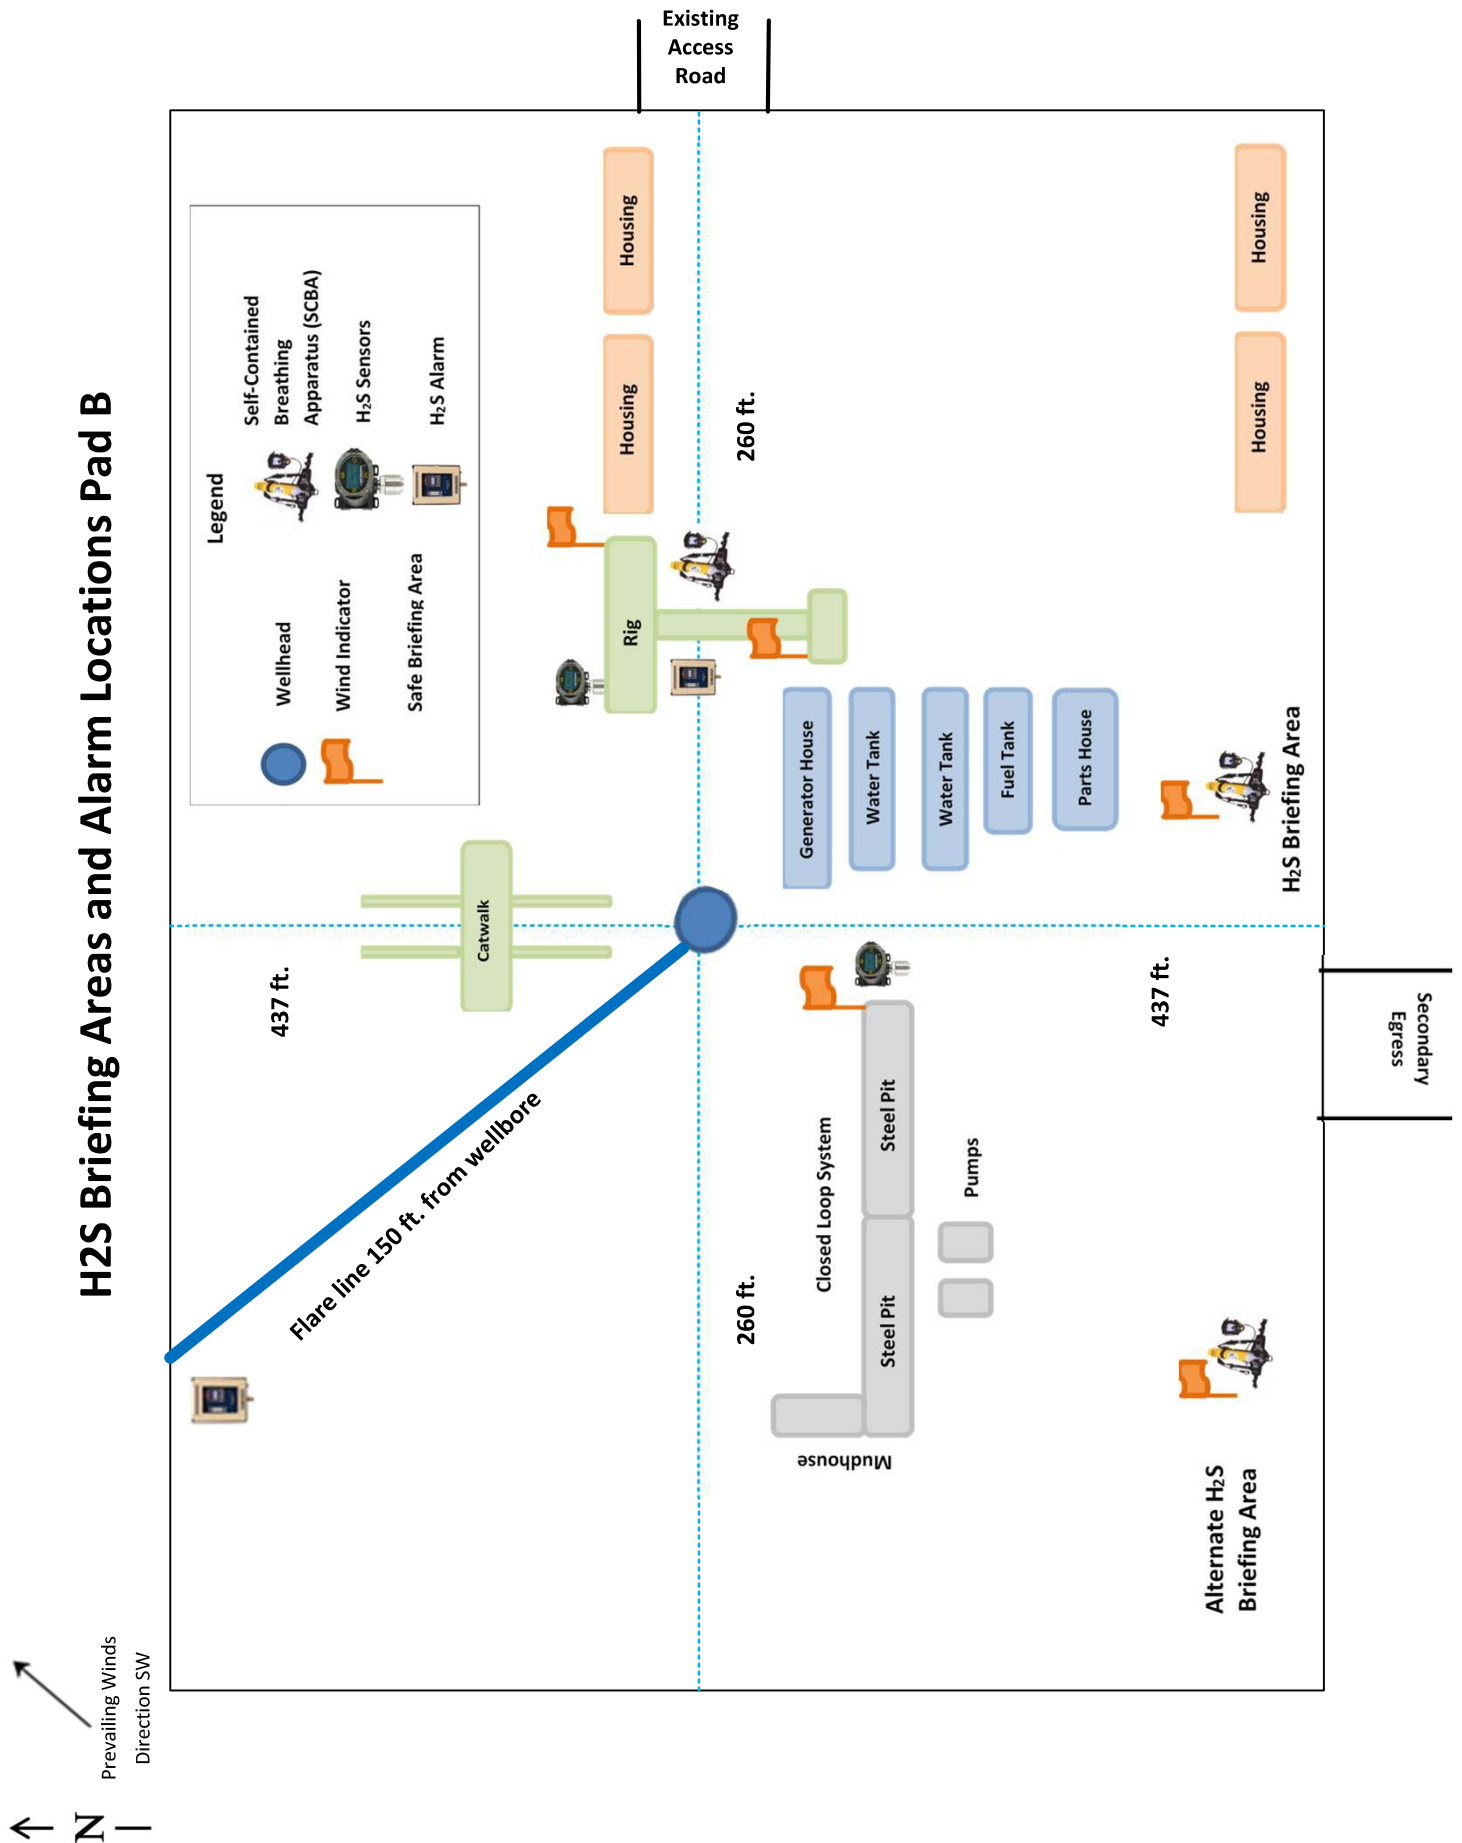 H2S Briefing Areas and Alarm Locations Pad B
N
Prevailing Winds
Direction SW
Existing
Access
Road
Legend
Wellhead
Wind Indicator
Safe Briefing Area
Self-Contained
Breathing
Apparatus (SCBA)
H₂S Sensors
H₂S Alarm
437 ft.
Catwalk
Flare line 150 ft. from wellbore
Rig
Housing
Housing
260 ft.
260 ft.
Generator House
Water Tank
Water Tank
Fuel Tank
Parts House
Closed Loop System
Steel Pit
Steel Pit
Mudhouse
Pumps
437 ft.
Housing
Housing
H₂S Briefing Area
Alternate H₂S
Briefing Area
Secondary
Egress